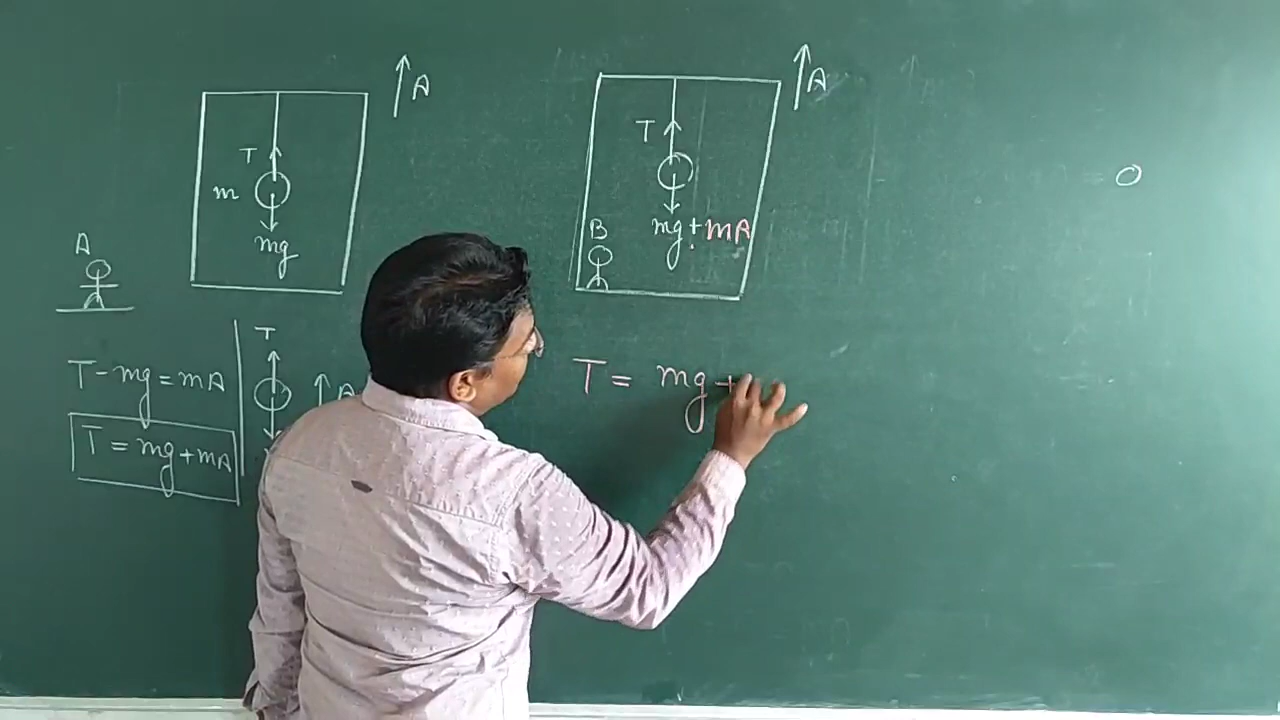 A
T
m
mg
A
T - mg = mA
T = mg + mA
T
A
A
T
B
mg + mA
T = mg +
O